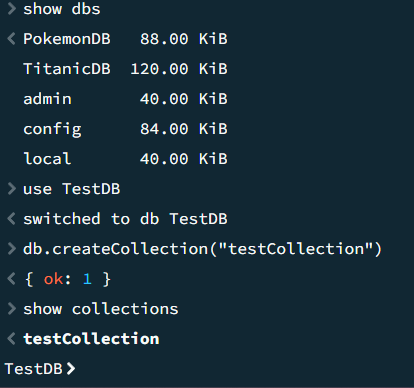 > show dbs
< PokemonDB   88.00 KiB
TitanicDB  120.00 KiB
admin       40.00 KiB
config      84.00 KiB
local       40.00 KiB
> use TestDB
< switched to db TestDB
> db.createCollection("testCollection")
< { ok: 1 }
> show collections
< testCollection
TestDB>